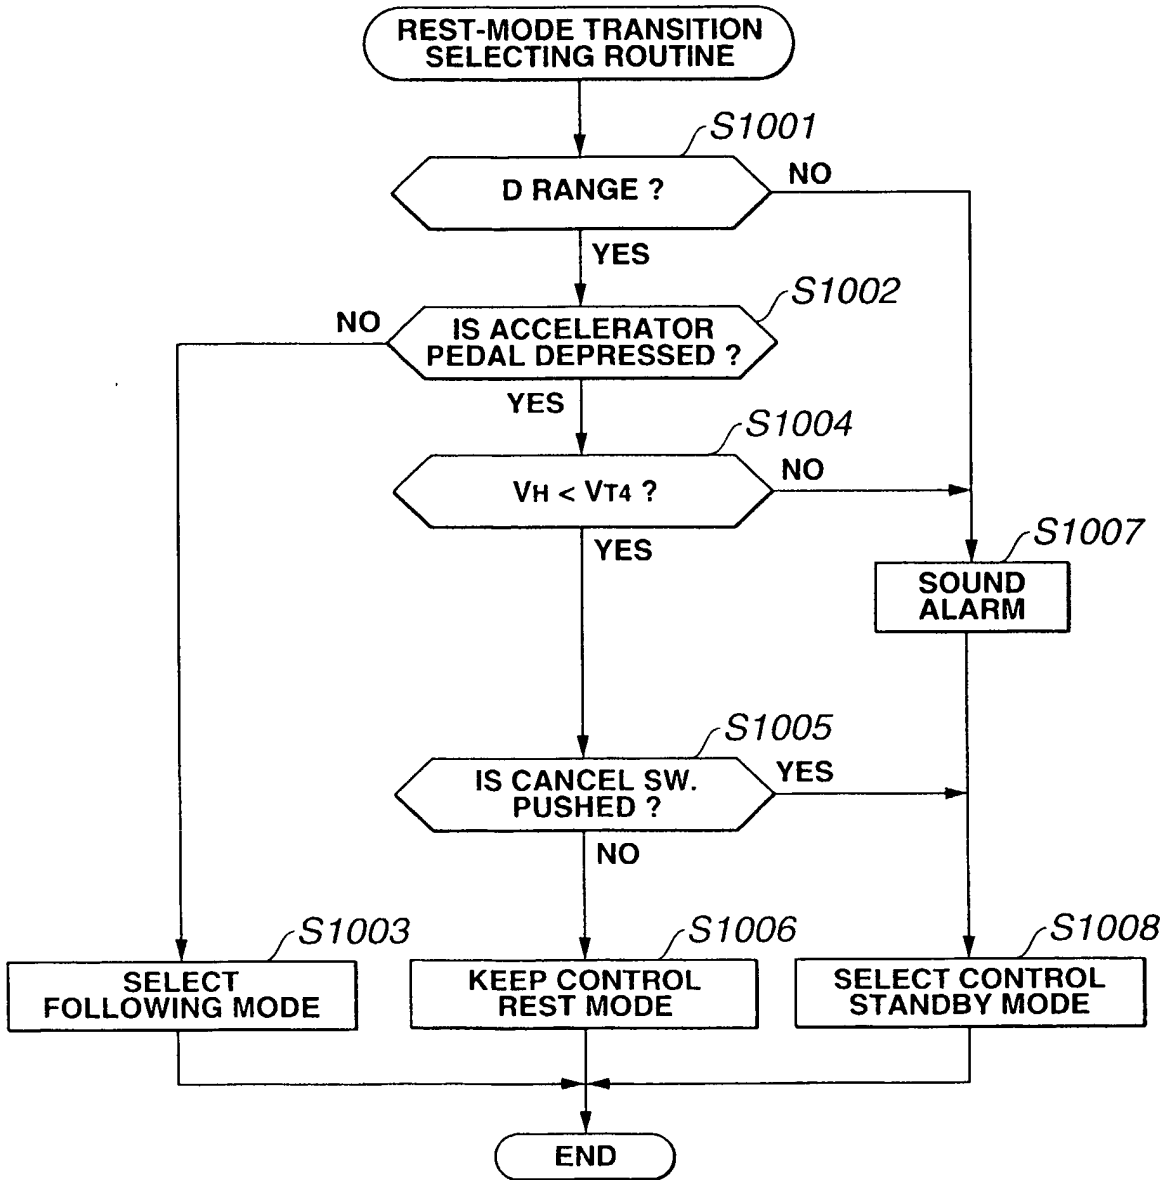 REST-MODE TRANSITION
SELECTING ROUTINE
S1001
D RANGE ?
NO
YES
S1002
NO
IS ACCELERATOR
PEDAL DEPRESSED ?
YES
S1004
VH < VT4 ?
NO
YES
S1007
SOUND
ALARM
S1005
IS CANCEL SW.
PUSHED ?
YES
NO
S1003
SELECT
FOLLOWING MODE
S1006
KEEP CONTROL
REST MODE
S1008
SELECT CONTROL
STANDBY MODE
END